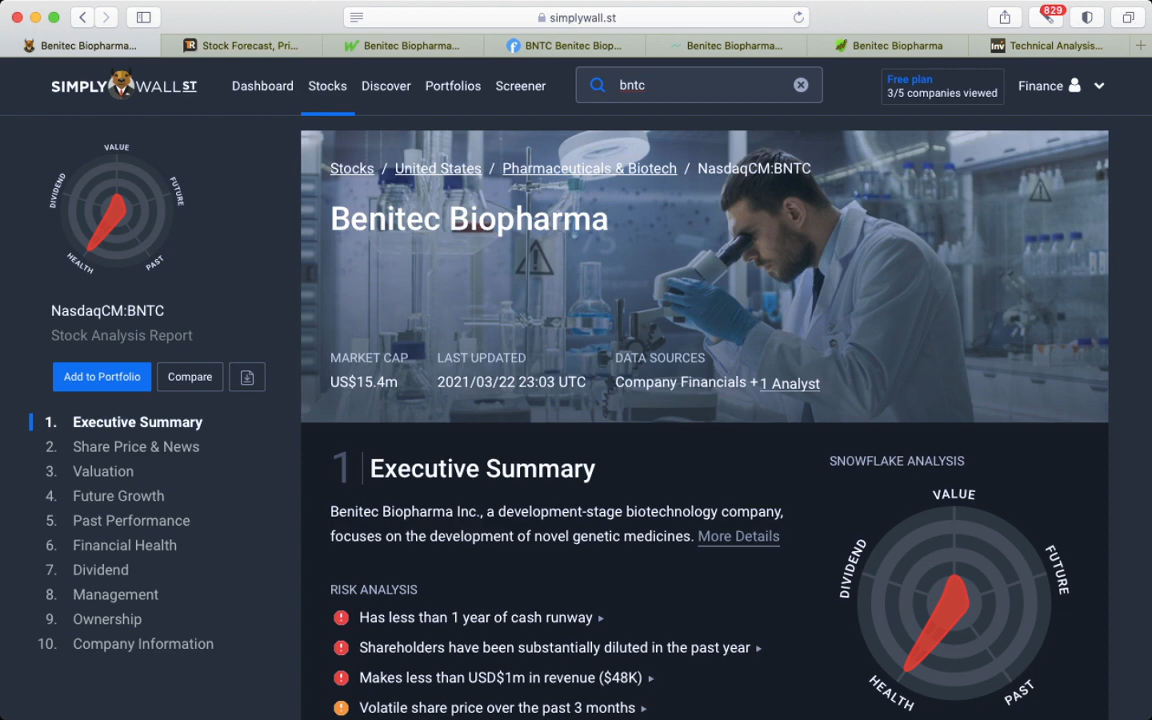 simplywall.st
829
Benitec Biopharma...
Stock Forecast, Pri...
Benitec Biopharma...
BNTC Benitec Biop...
Benitec Biopharma...
Benitec Biopharma
Inv Technical Analysis...
SIMPLY WALL ST
Dashboard Stocks Discover Portfolios Screener
bntc
Free plan
3/5 companies viewed
Finance
VALUE
FUTURE
PAST
HEALTH
DIVIDEND
NasdaqCM:BNTC
Stock Analysis Report
Add to Portfolio
Compare
1. Executive Summary
2. Share Price & News
3. Valuation
4. Future Growth
5. Past Performance
6. Financial Health
7. Dividend
8. Management
9. Ownership
10. Company Information
Stocks / United States / Pharmaceuticals & Biotech / NasdaqCM:BNTC
Benitec Biopharma
MARKET CAP
US$15.4m
LAST UPDATED
2021/03/22 23:03 UTC
DATA SOURCES
Company Financials + 1 Analyst
1 Executive Summary
Benitec Biopharma Inc., a development-stage biotechnology company,
focuses on the development of novel genetic medicines. More Details
RISK ANALYSIS
Has less than 1 year of cash runway
Shareholders have been substantially diluted in the past year
Makes less than USD$1m in revenue ($48K)
Volatile share price over the past 3 months
SNOWFLAKE ANALYSIS
VALUE
FUTURE
PAST
HEALTH
DIVIDEND